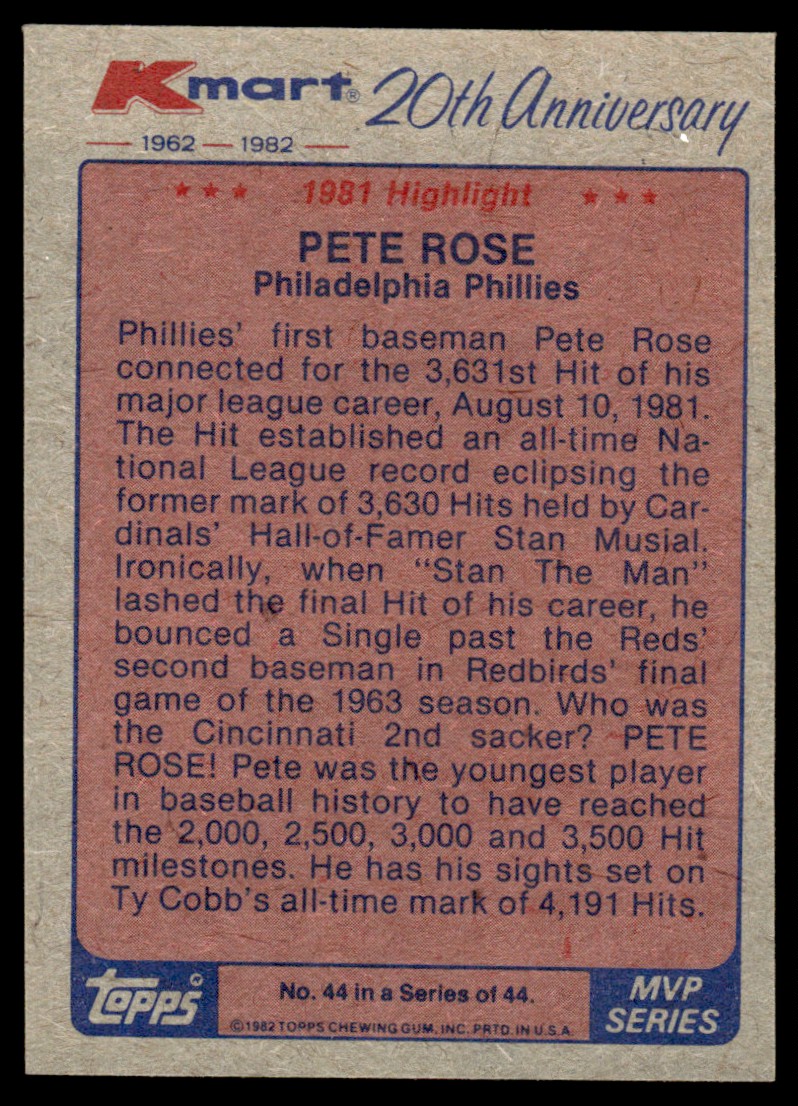 Kmart® 20th Anniversary
1962 — 1982
★ ★ ★ 1981 Highlight ★ ★ ★
PETE ROSE
Philadelphia Phillies
Phillies' first baseman Pete Rose
connected for the 3,631st Hit of his
major league career, August 10, 1981.
The Hit established an all-time Na-
tional League record eclipsing the
former mark of 3,630 Hits held by Car-
dinals' Hall-of-Famer Stan Musial.
Ironically, when "Stan The Man"
lashed the final Hit of his career, he
bounced a Single past the Reds'
second baseman in Redbirds' final
game of the 1963 season. Who was
the Cincinnati 2nd sacker? PETE
ROSE! Pete was the youngest player
in baseball history to have reached
the 2,000, 2,500, 3,000 and 3,500 Hit
milestones. He has his sights set on
Ty Cobb's all-time mark of 4,191 Hits.
topps
No. 44 in a Series of 44.
©1982 TOPPS CHEWING GUM, INC. PRTD. IN U.S.A.
MVP
SERIES